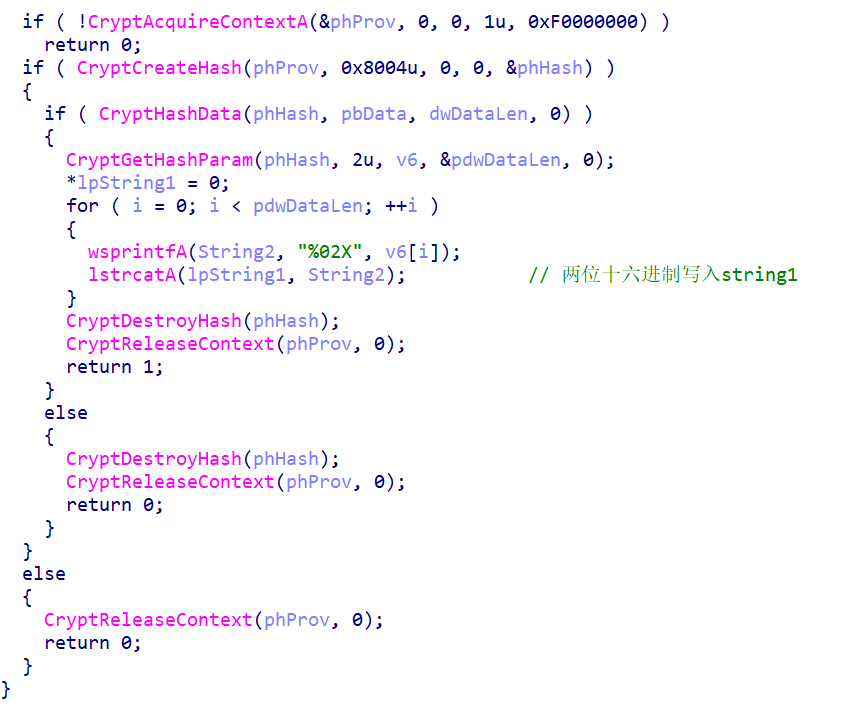 if ( !CryptAcquireContextA(&phProv, 0, 0, 1u, 0xF0000000) )
return 0;
if ( CryptCreateHash(phProv, 0x8004u, 0, 0, &phHash) )
{
if ( CryptHashData(phHash, pbData, dwDataLen, 0) )
{
CryptGetHashParam(phHash, 2u, v6, &pdwDataLen, 0);
*lpString1 = 0;
for ( i = 0; i < pdwDataLen; ++i )
{
wsprintfA(String2, "%02X", v6[i]);
lstrcatA(lpString1, String2); // 两位十六进制写入string1
}
CryptDestroyHash(phHash);
CryptReleaseContext(phProv, 0);
return 1;
}
else
{
CryptDestroyHash(phHash);
CryptReleaseContext(phProv, 0);
return 0;
}
}
else
{
CryptReleaseContext(phProv, 0);
return 0;
}
}